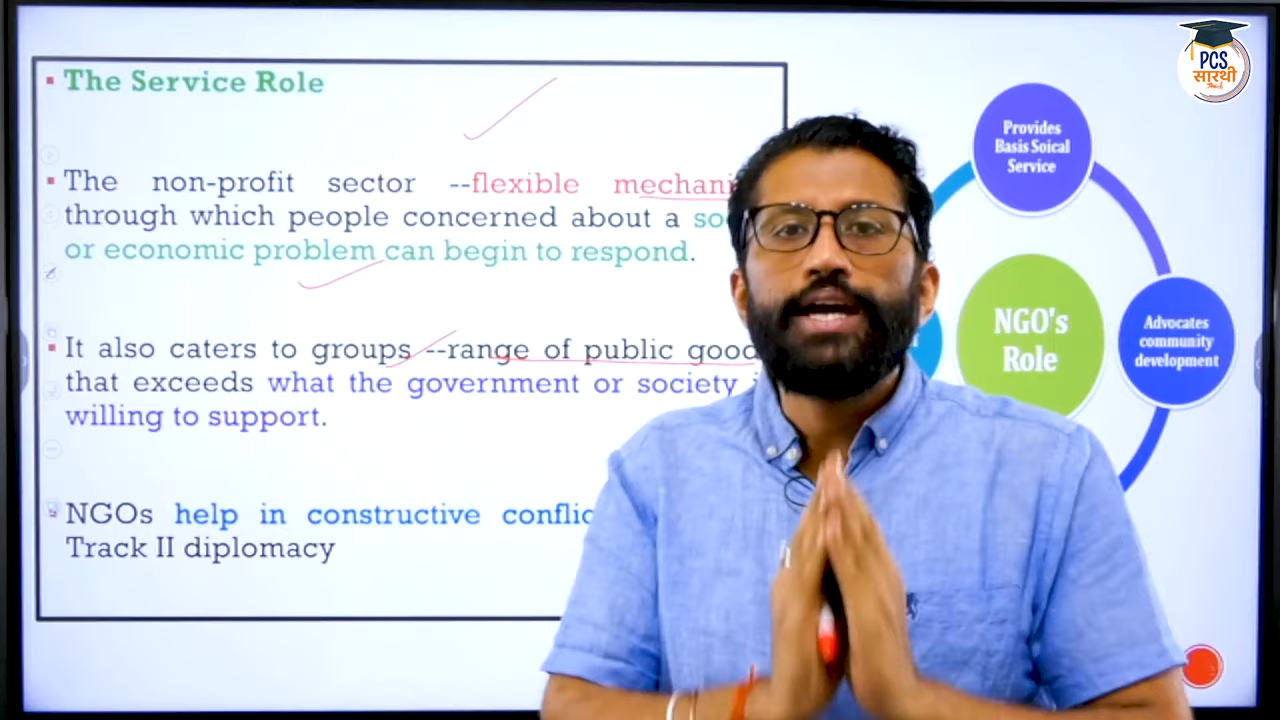 The Service Role
The non-profit sector --flexible
through which people concerned about a
or economic problem can begin to respond.
It also caters to groups --range of public
that exceeds what the government or society
willing to support.
NGOs help in constructive
Track II diplomacy
Provides
Basis Soical
Service
NGO's
Role
Advocates
community
development
PCS
सारथी